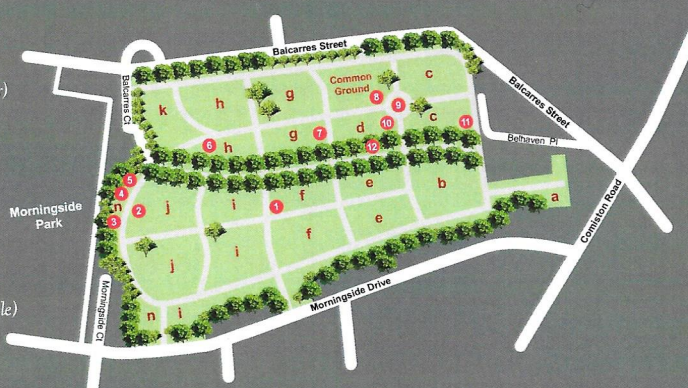 Balcarres Street
-)
Balcarres Ct
k
h
g
Common
Ground
c
8
9
Balcarres Street
6
h
g
7
d
10
c
11
12
Belhaven Pl
5
4
n
3
2
j
i
1
f
e
b
a
Morningside
Park
Comiston Road
j
i
f
e
Morningside Ct
le)
n
i
Morningside Drive